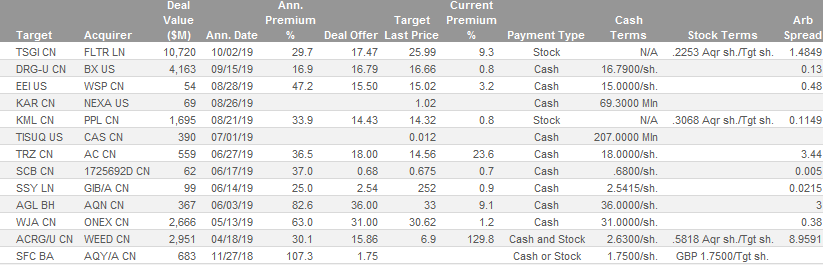 Target Acquirer Deal Value ($M) Ann. Date Ann. Premium % Deal Offer Target Last Price Current Premium % Payment Type Cash Terms Stock Terms Arb Spread
TSGI CN FLTR LN 10,720 10/02/19 29.7 17.47 25.99 9.3 Stock N/A .2253 Aqr sh./Tgt sh. 1.4849
DRG-U CN BX US 4,163 09/15/19 16.9 16.79 16.66 0.8 Cash 16.7900/sh. 0.13
EEI US WSP CN 54 08/28/19 47.2 15.50 15.02 3.2 Cash 15.0000/sh. 0.48
KAR CN NEXA US 69 08/26/19 1.02 Cash 69.3000 Mln
KML CN PPL CN 1,695 08/21/19 33.9 14.43 14.32 0.8 Stock N/A .3068 Aqr sh./Tgt sh. 0.1149
TISUQ US CAS CN 390 07/01/19 0.012 Cash 207.0000 Mln
TRZ CN AC CN 559 06/27/19 36.5 18.00 14.56 23.6 Cash 18.0000/sh. 3.44
SCB CN 1725692D CN 62 06/17/19 37.0 0.68 0.675 0.7 Cash .6800/sh. 0.005
SSY LN GIB/A CN 99 06/14/19 25.0 2.54 252 0.9 Cash 2.5415/sh. 0.0215
AGL BH AQN CN 367 06/03/19 82.6 36.00 33 9.1 Cash 36.0000/sh. 3
WJA CN ONEX CN 2,666 05/13/19 63.0 31.00 30.62 1.2 Cash 31.0000/sh. 0.38
ACRG/U CN WEED CN 2,951 04/18/19 30.1 15.86 6.9 129.8 Cash and Stock 2.6300/sh. .5818 Aqr sh./Tgt sh. 8.9591
SFC BA AQY/A CN 683 11/27/18 107.3 1.75 Cash or Stock 1.7500/sh. GBP 1.7500/Tgt sh.